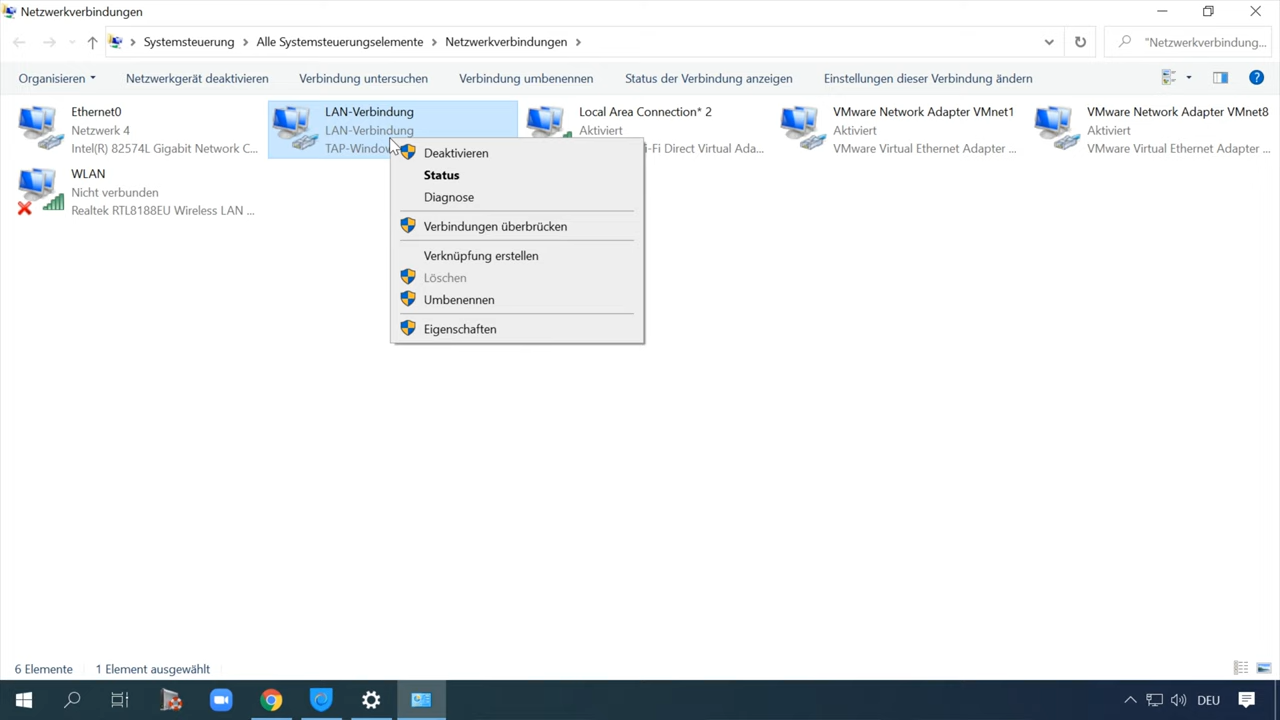 Netzwerkverbindungen
Systemsteuerung
Alle Systemsteuerungselemente
Netzwerkverbindungen
"Netzwerkverbindung...
Organisieren
Netzwerkgerät deaktivieren
Verbindung untersuchen
Verbindung umbenennen
Status der Verbindung anzeigen
Einstellungen dieser Verbindung ändern
Ethernet0
Netzwerk 4
Intel(R) 82574L Gigabit Network C...
LAN-Verbindung
LAN-Verbindung
TAP-Window
Local Area Connection* 2
Aktiviert
i-Fi Direct Virtual Ada...
VMware Network Adapter VMnet1
Aktiviert
VMware Virtual Ethernet Adapter ...
VMware Network Adapter VMnet8
Aktiviert
VMware Virtual Ethernet Adapter ...
WLAN
Nicht verbunden
Realtek RTL8188EU Wireless LAN ...
Deaktivieren
Status
Diagnose
Verbindungen überbrücken
Verknüpfung erstellen
Löschen
Umbenennen
Eigenschaften
6 Elemente
1 Element ausgewählt
DEU